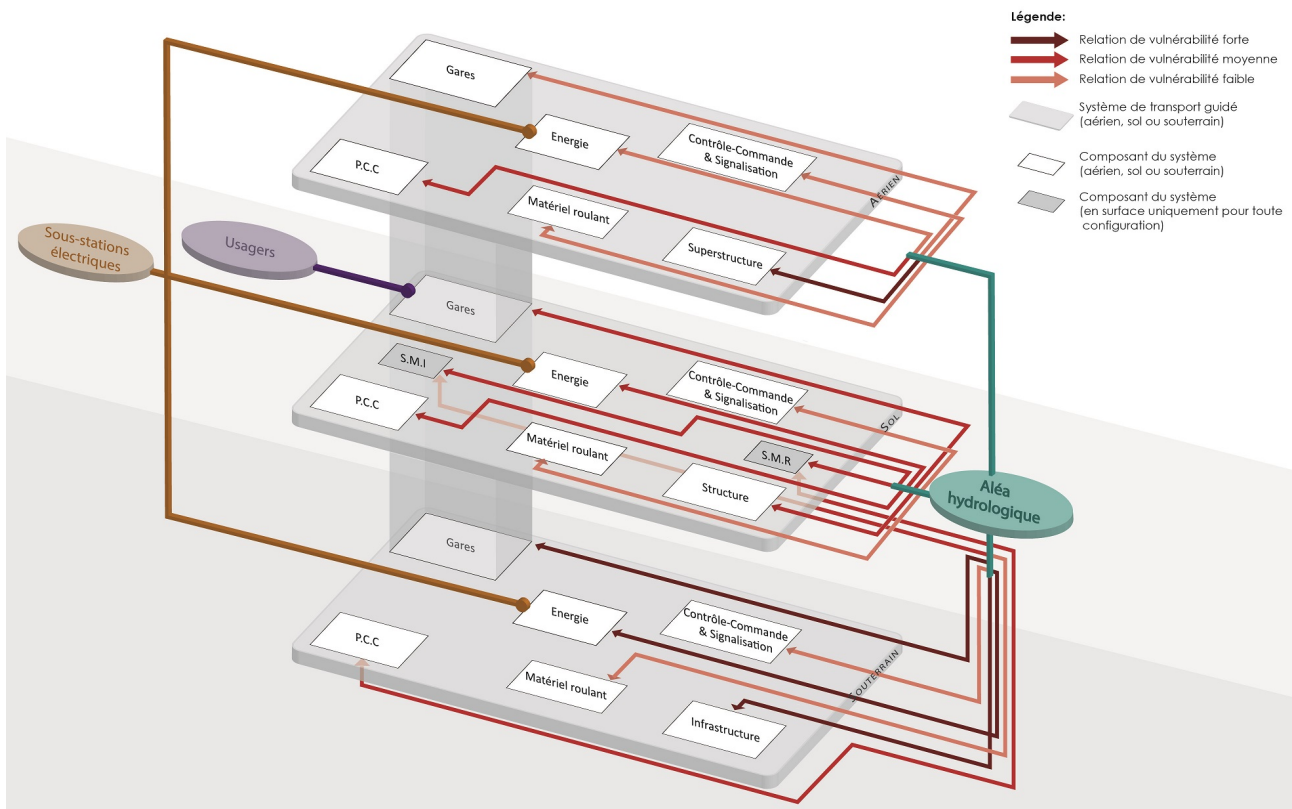 Légende:
Relation de vulnérabilité forte
Relation de vulnérabilité moyenne
Relation de vulnérabilité faible
Système de transport guidé
(aérien, sol ou souterrain)
Composant du système
(aérien, sol ou souterrain)
Composant du système
(en surface uniquement pour toute
configuration)
Gares
Energie
Contrôle-Commande
& Signalisation
P.C.C
Matériel roulant
Superstructure
AÉRIEN
Sous-stations
électriques
Usagers
Gares
S.M.I
Energie
Contrôle-Commande
& Signalisation
P.C.C
Matériel roulant
S.M.R
Structure
SOL
Aléa
hydrologique
Gares
Energie
Contrôle-Commande
& Signalisation
P.C.C
Matériel roulant
Infrastructure
SOUTERRAIN